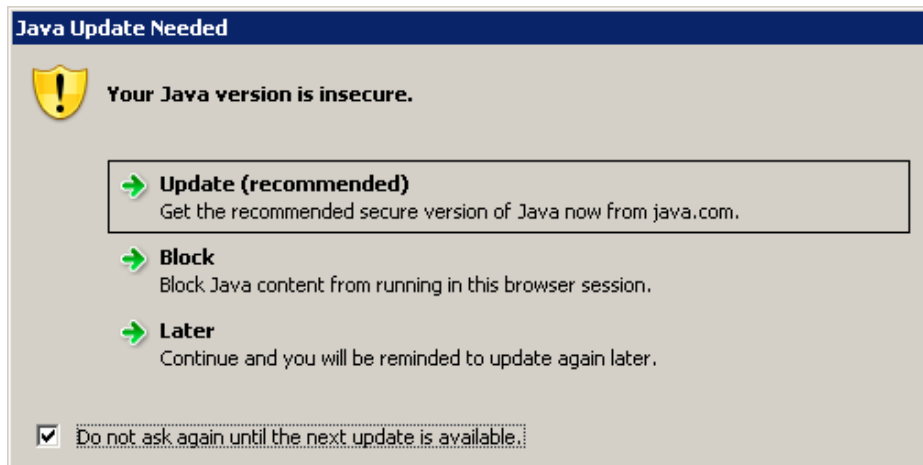 Java Update Needed
Your Java version is insecure.
Update (recommended)
Get the recommended secure version of Java now from java.com.
Block
Block Java content from running in this browser session.
Later
Continue and you will be reminded to update again later.
Do not ask again until the next update is available.